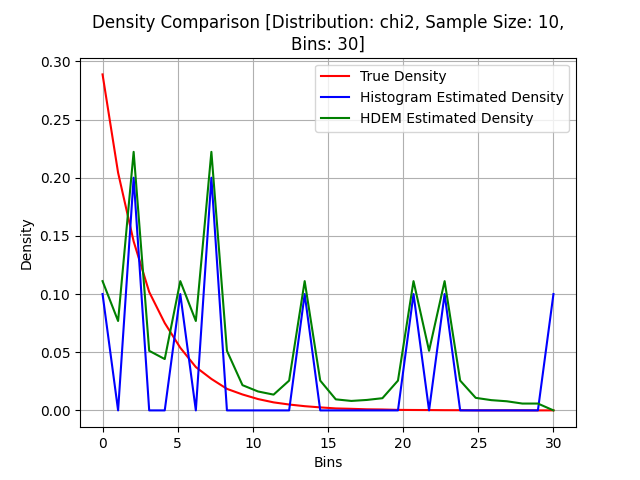 Density Comparison [Distribution: chi2, Sample Size: 10,
Bins: 30]
True Density
Histogram Estimated Density
HDEM Estimated Density
Density
0.30
0.25
0.20
0.15
0.10
0.05
0.00
0 5 10 15 20 25 30
Bins